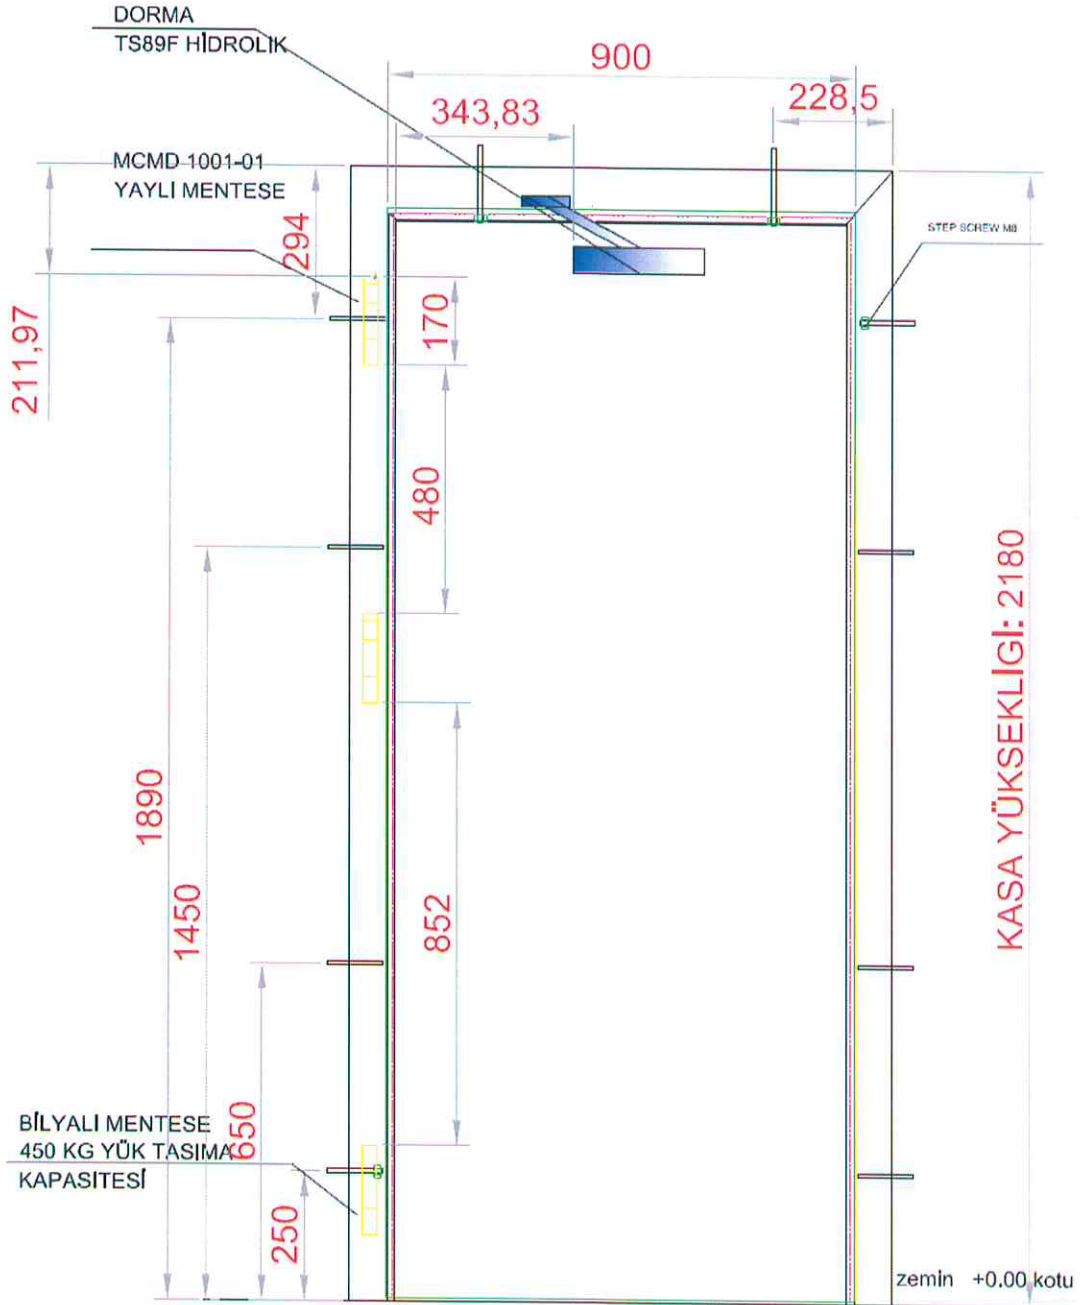 DORMA
TS89F HİDROLİK
900
343,83
228,5
MCMD 1001-01
YAYLİ MENTESE
STEP SCREW M8
294
211,97
170
480
KASA YÜKSEKLİGİ: 2180
1890
1450
852
650
BİLYALİ MENTESE
450 KG YÜK TASIMA
KAPASİTESİ
250
zemin +0.00 kotu